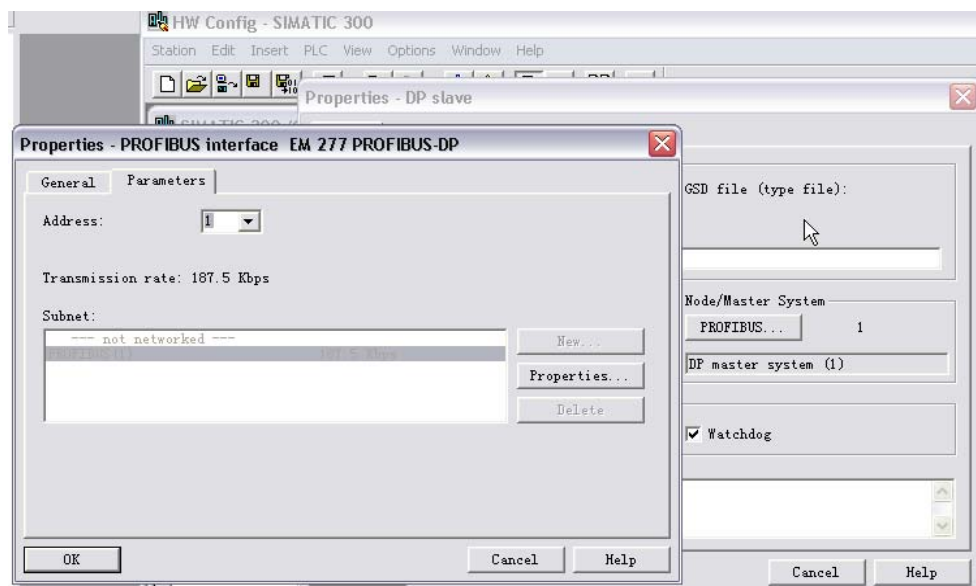 HW Config - SIMATIC 300
Station Edit Insert PLC View Options Window Help
Properties - DP slave
Properties - PROFIBUS interface EM 277 PROFIBUS-DP
General Parameters
Address: 1
Transmission rate: 187.5 Kbps
Subnet:
--- not networked ---
PROFIBUS(1) 187.5 Kbps
New...
Properties...
Delete
OK Cancel Help
GSD file (type file):
Node/Master System
PROFIBUS... 1
DP master system (1)
Watchdog
Cancel Help